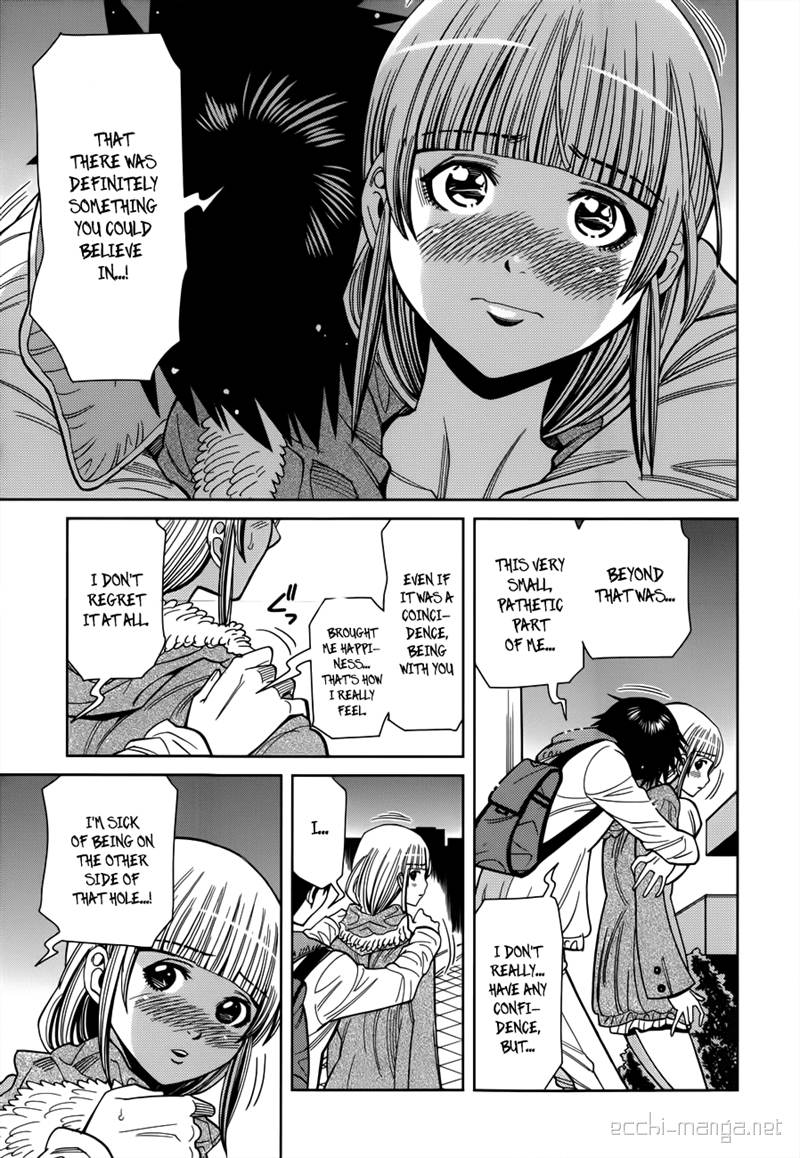 THAT
THERE WAS
DEFINITELY
SOMETHING
YOU COULD
BELIEVE
IN...!
BEYOND
THAT WAS...
THIS VERY
SMALL,
PATHETIC
PART
OF ME...
I DON'T
REALLY...
HAVE ANY
CONFI-
DENCE,
BUT...
EVEN IF
IT WAS A
COINCI-
DENCE,
BEING
WITH YOU
BROUGHT
ME HAPPI-
NESS...
THAT'S HOW
I REALLY
FEEL.
I DON'T
REGRET
IT AT ALL.
I...
I'M SICK
OF BEING ON
THE OTHER
SIDE OF
THAT HOLE...!
ecchi-manga.net